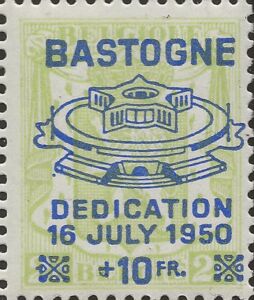 BASTOGNE
DEDICATION
16 JULY 1950
+10 FR.